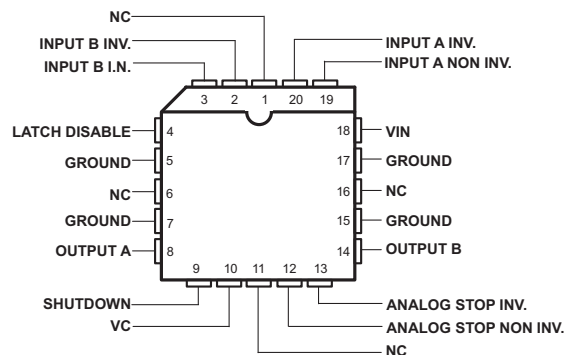 NC
INPUT B INV.
INPUT A INV.
INPUT B I.N.
INPUT A NON INV.
3 2 1 20 19
LATCH DISABLE 4
18 VIN
GROUND 5
17 GROUND
NC 6
16 NC
GROUND 7
15 GROUND
OUTPUT A 8
14 OUTPUT B
9 10 11 12 13
SHUTDOWN
ANALOG STOP INV.
VC
ANALOG STOP NON INV.
NC